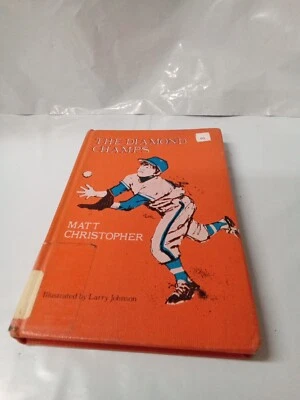 THE DIAMOND
CHAMPS
MATT
CHRISTOPHER
Illustrated by Larry Johnson